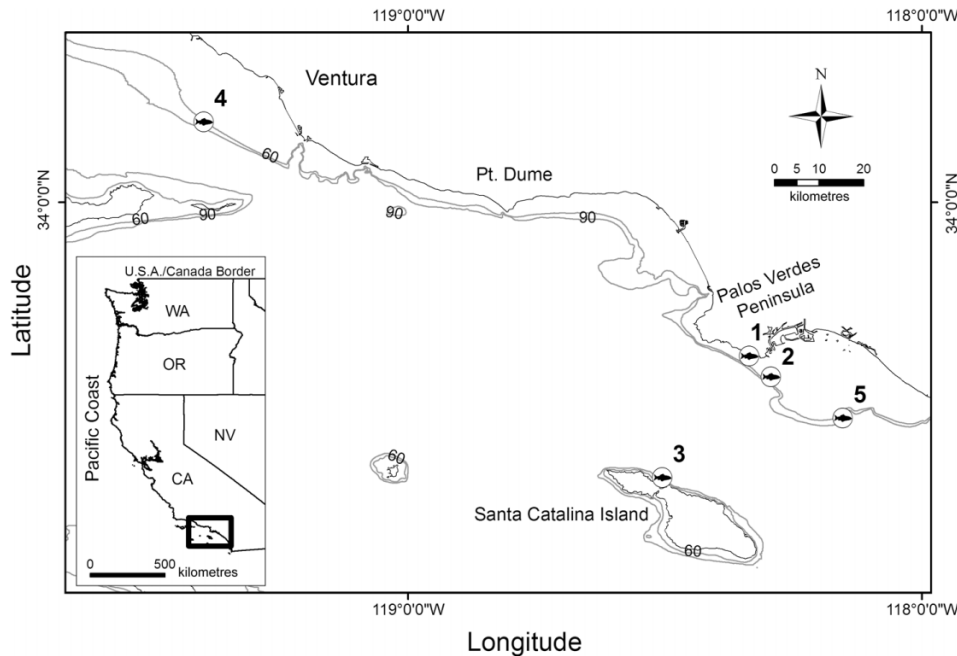 119°0'0"W
118°0'0"W
Ventura
4
N
60
Pt. Dume
0 5 10 20
kilometres
34°0'0"N
34°0'0"N
60
90
90
90
Latitude
U.S.A./Canada Border
WA
OR
NV
CA
Pacific Coast
0 500
kilometres
Palos Verdes
Peninsula
1
2
5
60
3
Santa Catalina Island
60
119°0'0"W
118°0'0"W
Longitude